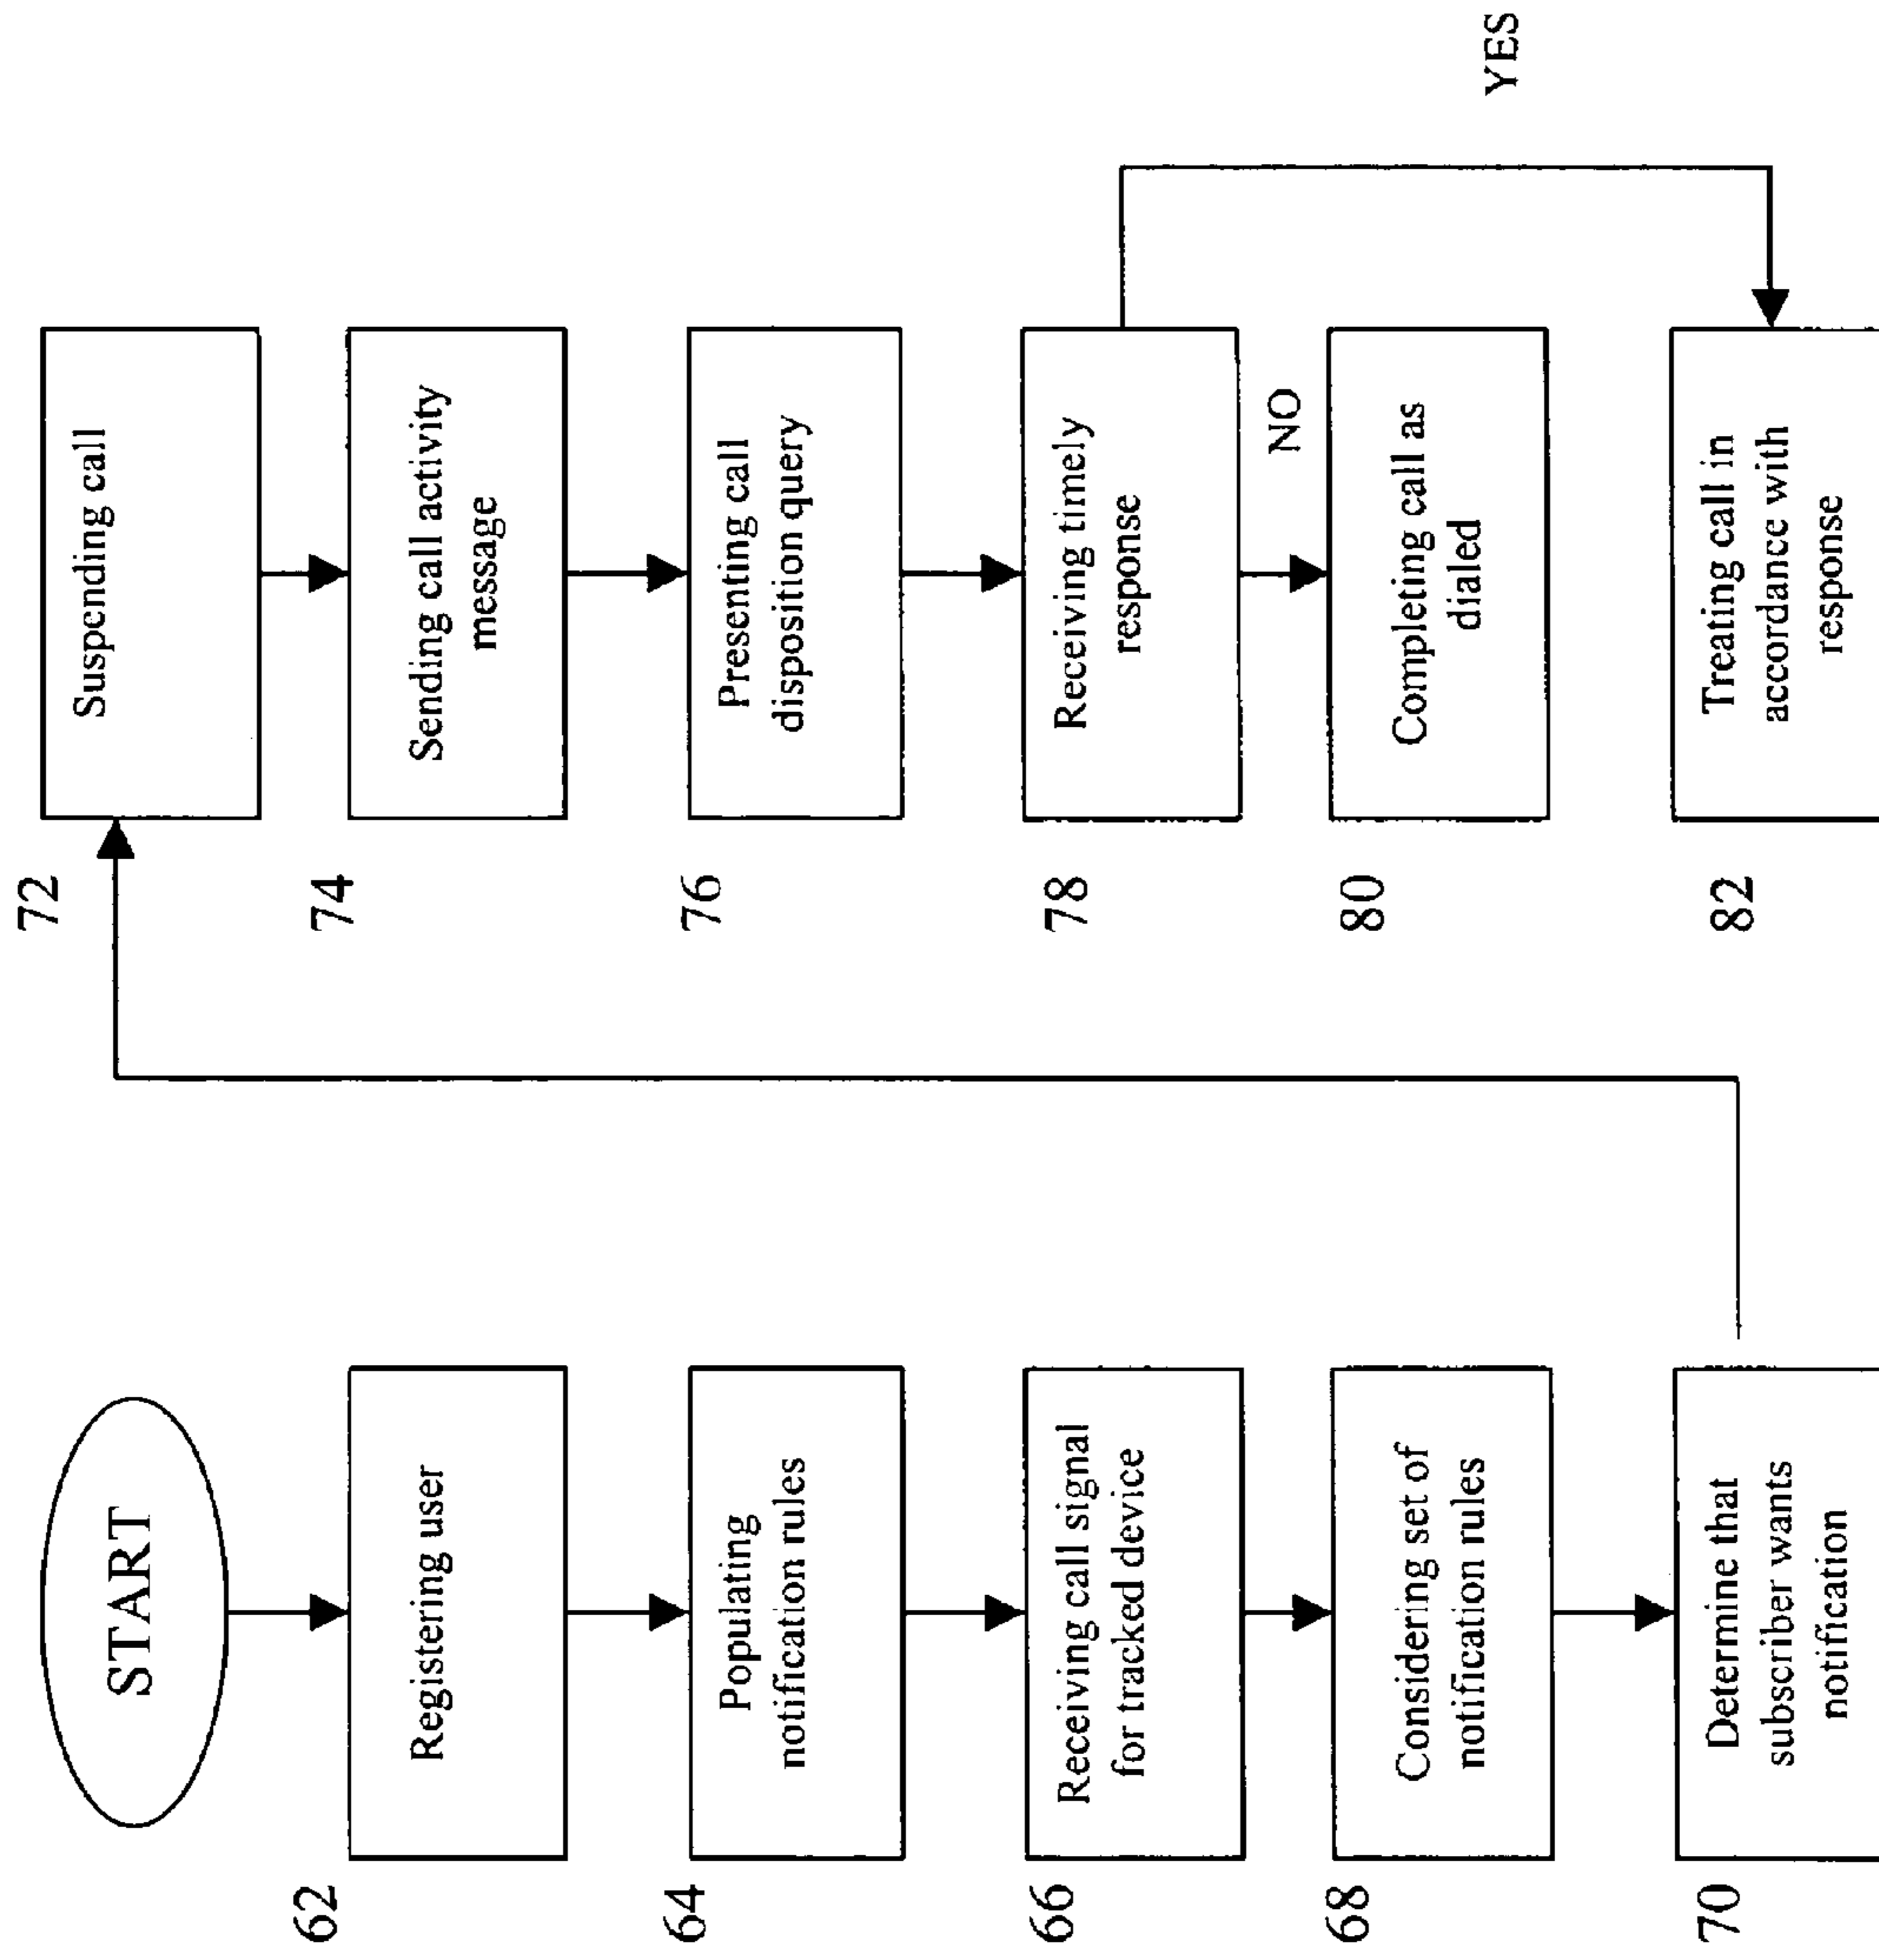 START
62
Registering user
64
Populating
notification rules
66
Receiving call signal
for tracked device
68
Considering set of
notification rules
70
Determine that
subscriber wants
notification
72
Suspending call
74
Sending call activity
message
76
Presenting call
disposition query
78
Receiving timely
response
NO
YES
80
Completing call as
dialed
82
Treating call in
accordance with
response